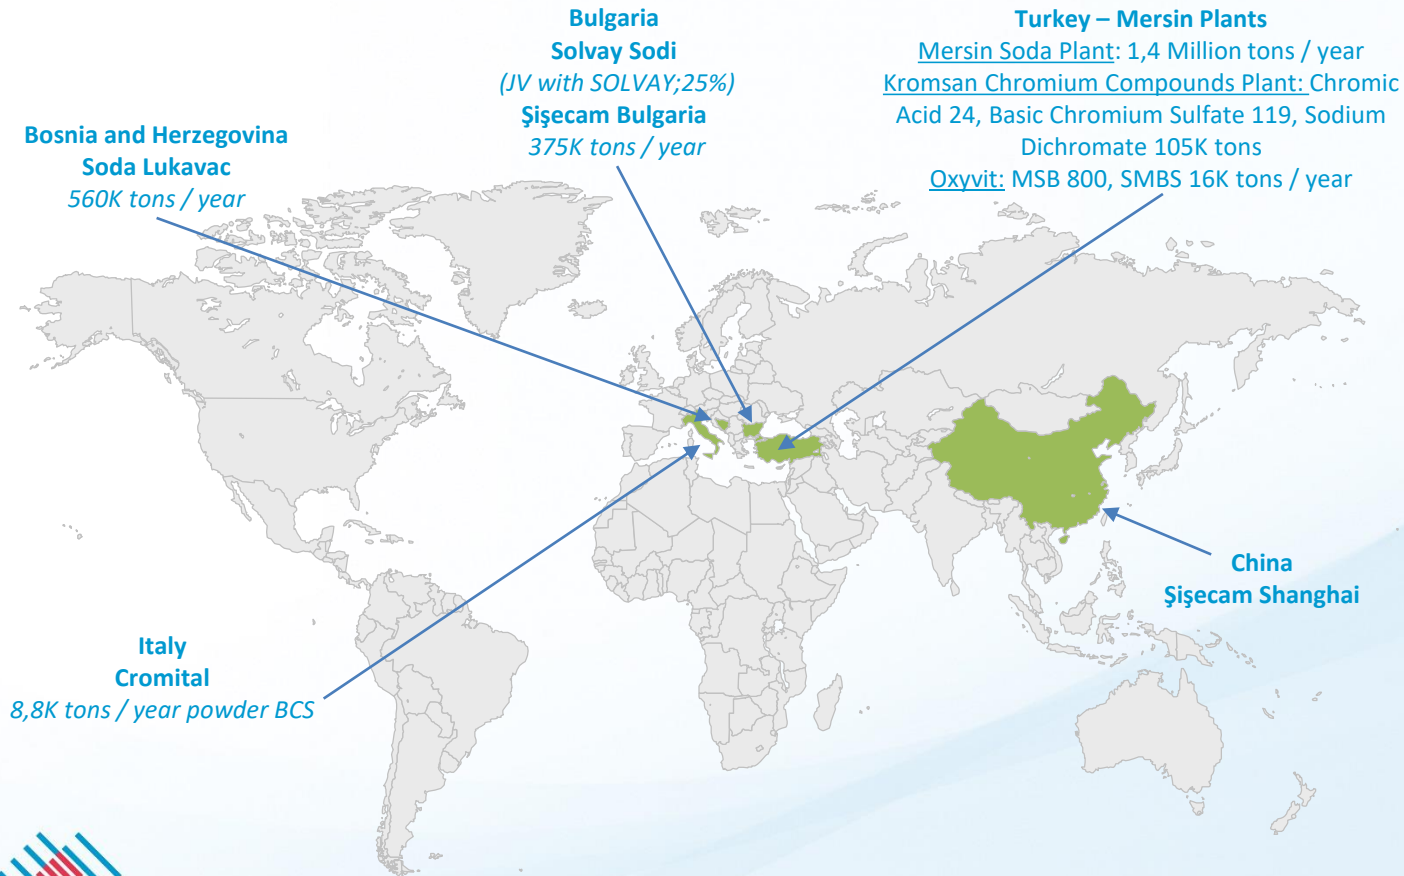 Bulgaria
Solvay Sodi
(JV with SOLVAY;25%)
Şişecam Bulgaria
375K tons / year
Turkey – Mersin Plants
Mersin Soda Plant: 1,4 Million tons / year
Kromsan Chromium Compounds Plant: Chromic
Acid 24, Basic Chromium Sulfate 119, Sodium
Dichromate 105K tons
Oxyvit: MSB 800, SMBS 16K tons / year
Bosnia and Herzegovina
Soda Lukavac
560K tons / year
China
Şişecam Shanghai
Italy
Cromital
8,8K tons / year powder BCS